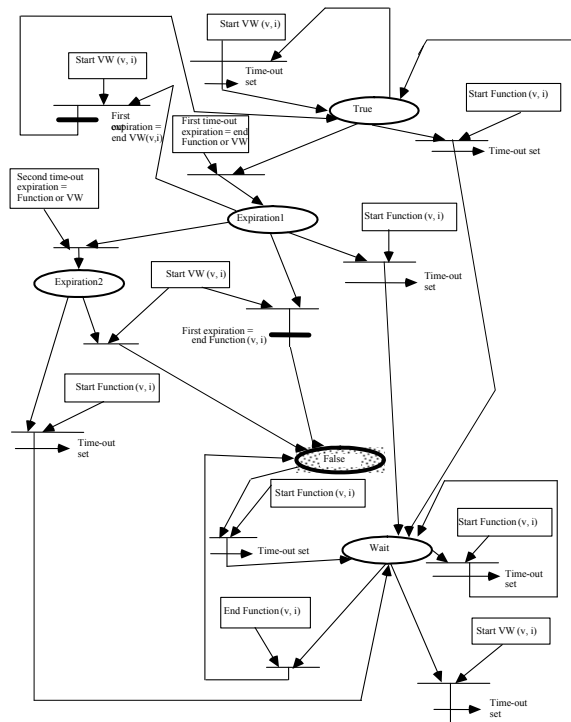 Start VW (v, i)
Time-out
set
Start VW (v, i)
True
Start Function (v, i)
First
expiration =
end VW(v,i)
First time-out
expiration = end
Function or VW
Time-out set
Second time-out
expiration =
Function or VW
Expiration1
Start Function (v, i)
Start VW (v, i)
Time-out
set
Expiration2
First expiration =
end Function (v, i)
Start Function (v, i)
Time-out
set
False
Start Function (v, i)
Start Function (v, i)
Time-out set
Wait
Time-out
set
End Function (v, i)
Start VW (v, i)
Time-out
set